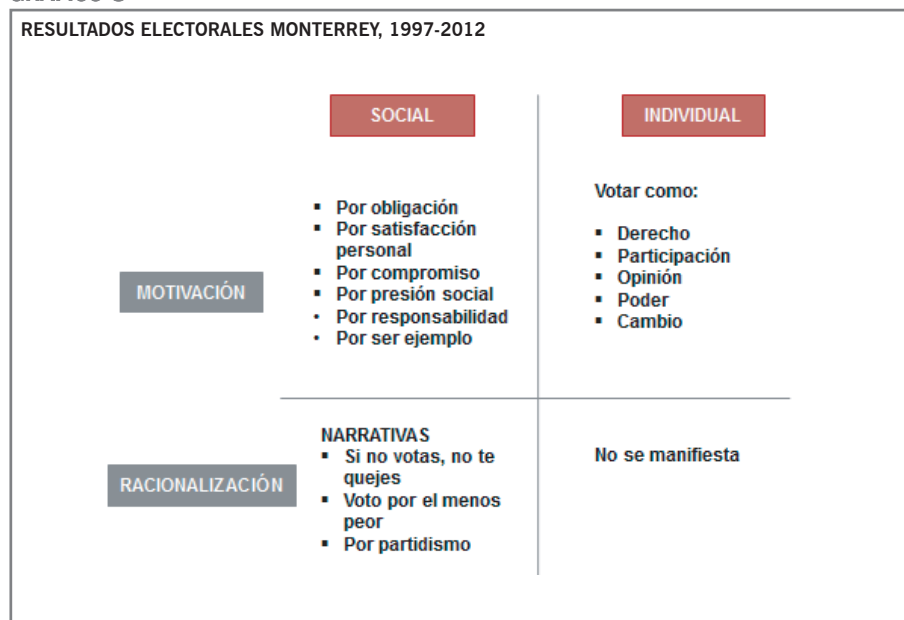 RESULTADOS ELECTORALES MONTERREY, 1997-2012
SOCIAL
INDIVIDUAL
MOTIVACIÓN
▪ Por obligación
▪ Por satisfacción
personal
▪ Por compromiso
▪ Por presión social
• Por responsabilidad
• Por ser ejemplo
Votar como:
▪ Derecho
▪ Participación
▪ Opinión
▪ Poder
▪ Cambio
RACIONALIZACIÓN
NARRATIVAS
▪ Si no votas, no te
quejes
▪ Voto por el menos
peor
▪ Por partidismo
No se manifiesta